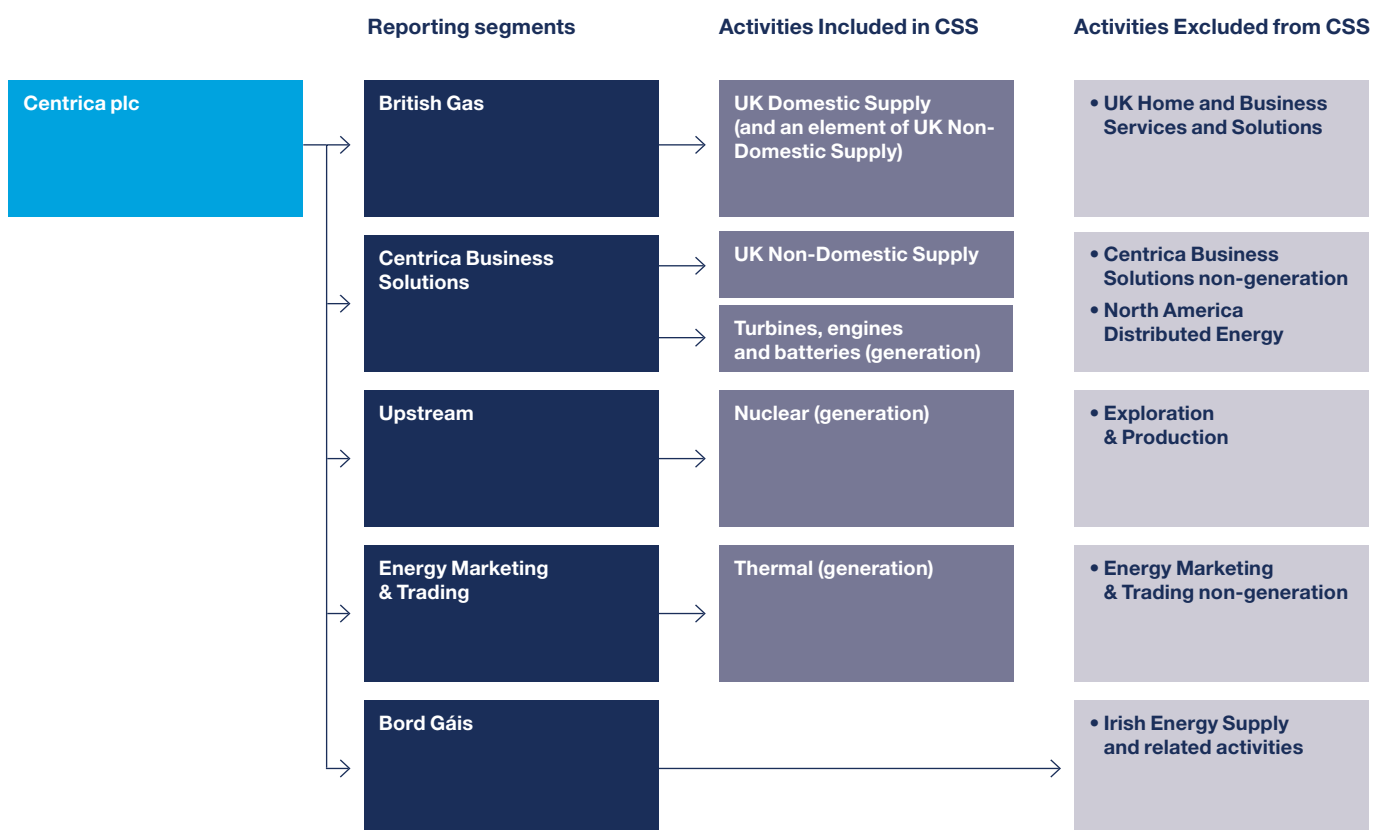 Reporting segments
Activities Included in CSS
Activities Excluded from CSS
Centrica plc
British Gas
UK Domestic Supply
(and an element of UK Non-
Domestic Supply)
• UK Home and Business
Services and Solutions
Centrica Business
Solutions
UK Non-Domestic Supply
Turbines, engines
and batteries (generation)
• Centrica Business
Solutions non-generation
• North America
Distributed Energy
Upstream
Nuclear (generation)
• Exploration
& Production
Energy Marketing
& Trading
Thermal (generation)
• Energy Marketing
& Trading non-generation
Bord Gáis
• Irish Energy Supply
and related activities